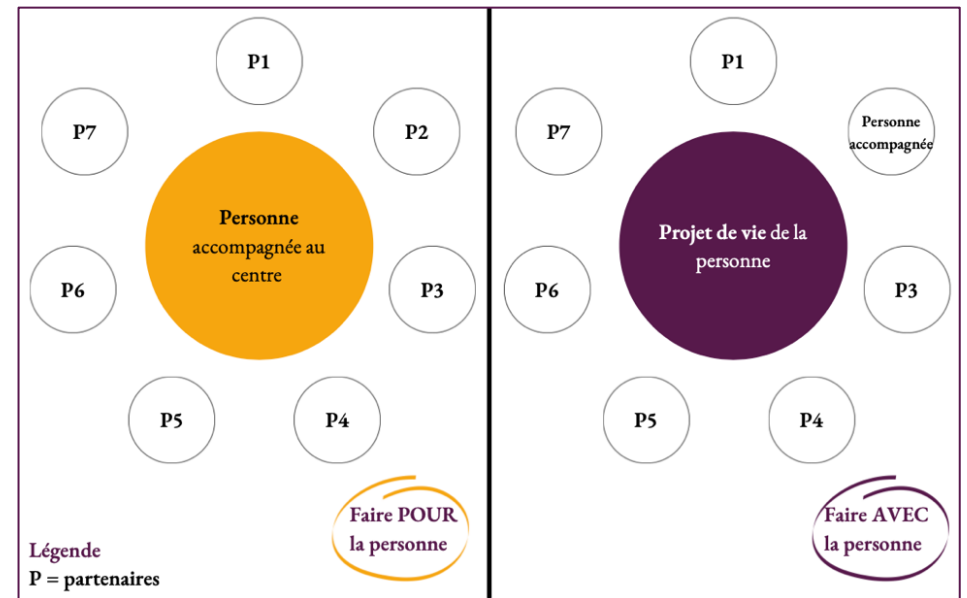 P1
P7
P2
Personne
accompagnée au
centre
P6
P3
P5
P4
Faire POUR
la personne
Légende
P = partenaires
P1
P7
Personne
accompagnée
Projet de vie de la
personne
P6
P3
P5
P4
Faire AVEC
la personne